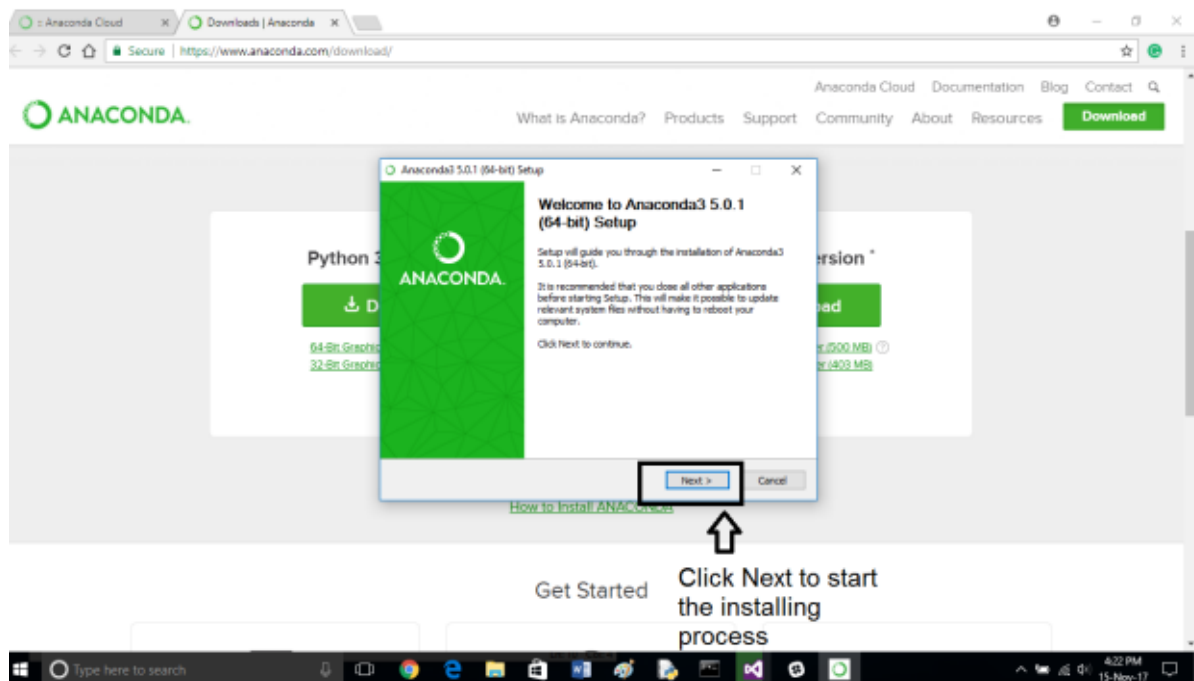 :: Anaconda Cloud
Downloads | Anaconda
Secure | https://www.anaconda.com/download/
Anaconda Cloud Documentation Blog Contact
ANACONDA.
What is Anaconda? Products Support Community About Resources Download
Anaconda3 5.0.1 (64-bit) Setup
Welcome to Anaconda3 5.0.1
(64-bit) Setup
Setup will guide you through the installation of Anaconda3
5.0.1 (64-bit).
It is recommended that you close all other applications
before starting Setup. This will make it possible to update
relevant system files without having to reboot your
computer.
Click Next to continue.
ANACONDA.
Next >
Cancel
Python 3
rsion *
D
ad
64-Bit Graphic
32-Bit Graphic
er (500 MB) ?
er (403 MB)
How to Install ANACONDA
Click Next to start
the installing
process
Get Started
Type here to search
4:22 PM
15-Nov-17